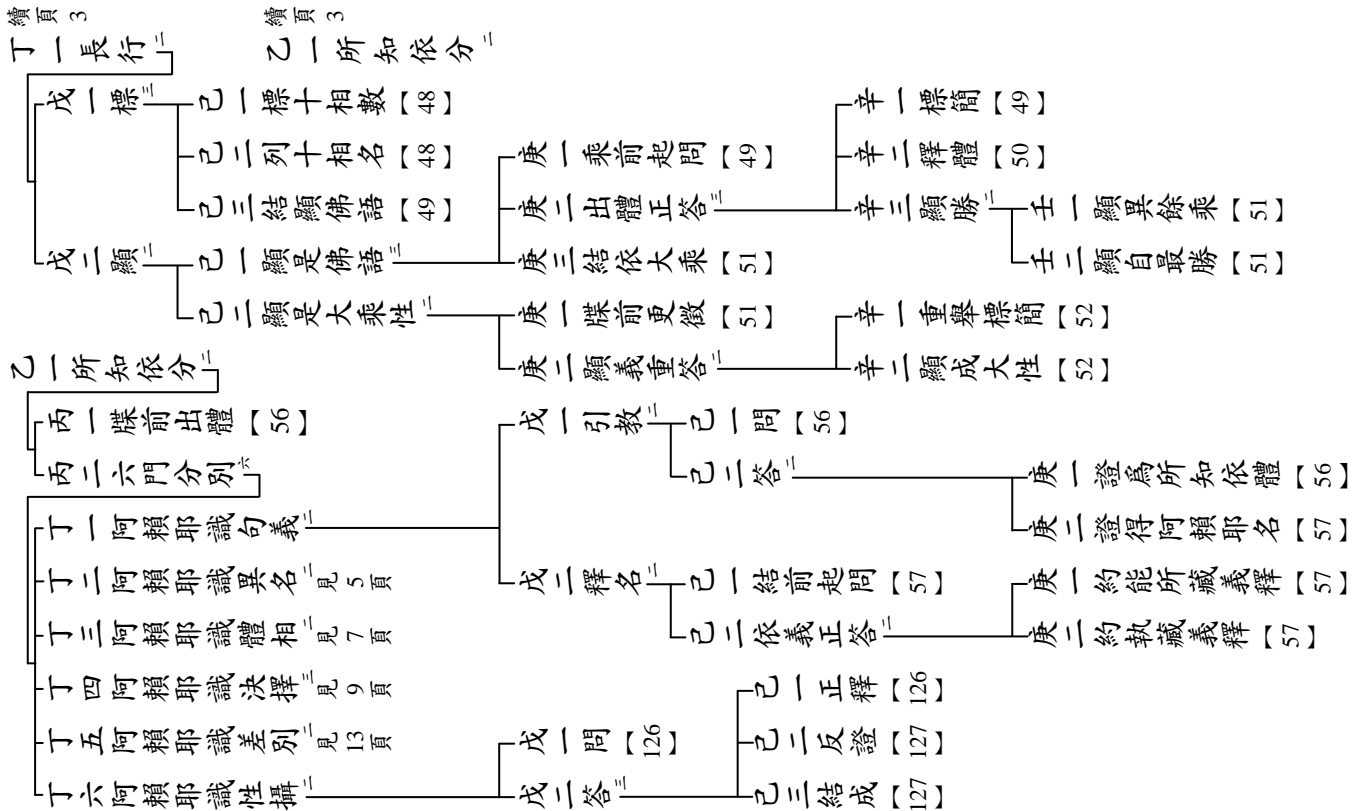 續頁 3
丁一長行二
戊一標三
己一標十相數【48】
己二列十相名【48】
己三結顯佛語【49】
戊二顯二
己一顯是佛語三
庚一乘前起問【49】
庚二出體正答三
辛一標簡【49】
辛二釋體【50】
辛三顯勝二
壬一顯異餘乘【51】
壬二顯自最勝【51】
庚三結依大乘【51】
己二顯是大乘性二
庚一牒前更徵【51】
庚二顯義重答二
辛一重舉標簡【52】
辛二顯成大性【52】
續頁 3
乙一所知依分二
乙一所知依分二
丙一牒前出體【56】
丙二六門分別六
丁一阿賴耶識句義二
戊一引教二
己一問【56】
己二答二
庚一證爲所知依體【56】
庚二證得阿賴耶名【57】
戊二釋名二
己一結前起問【57】
己二依義正答二
庚一約能所藏義釋【57】
庚二約執藏義釋【57】
丁二阿賴耶識異名二見 5 頁
丁三阿賴耶識體相二見 7 頁
丁四阿賴耶識決擇三見 9 頁
丁五阿賴耶識差別二見 13 頁
丁六阿賴耶識性攝二
戊一問【126】
戊二答三
己一正釋【126】
己二反證【127】
己三結成【127】